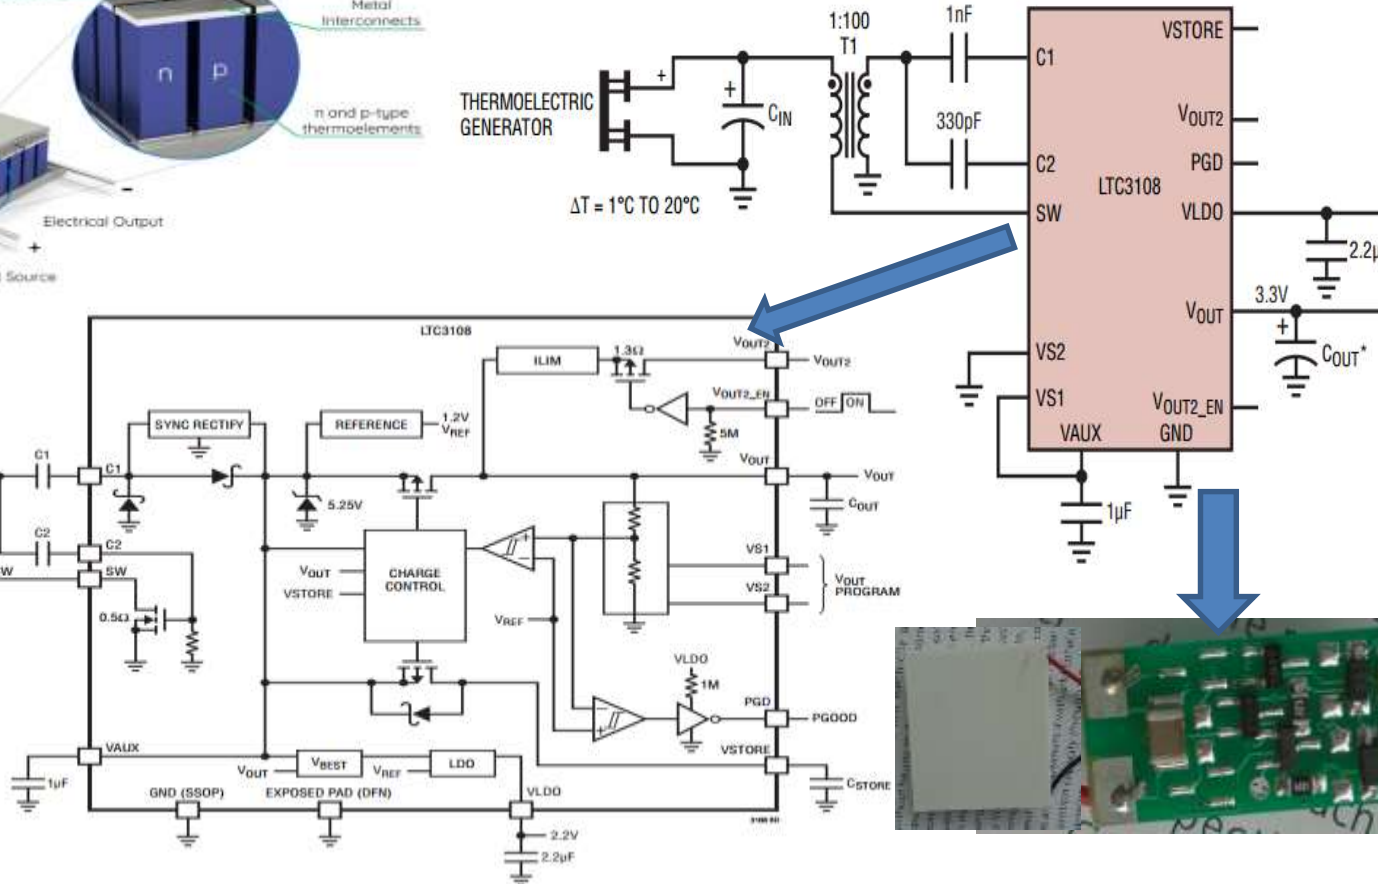 Metal
Interconnects
n
p
n and p-type
thermoelements
−
Electrical Output
+
Source
1:100
T1
1nF
THERMOELECTRIC
GENERATOR
+
+
CIN
330pF
ΔT = 1°C TO 20°C
C1
C2
SW
VS2
VS1
VAUX
GND
LTC3108
VSTORE
VOUT2
PGD
VLDO
VOUT
VOUT2_EN
2.2µ
3.3V
+
COUT*
1µF
LTC3108
ILIM
1.3Ω
VOUT2
VOUT2
VOUT2_EN
OFF ON
5M
SYNC RECTIFY
REFERENCE
1.2V
VREF
C1
C1
5.25V
VOUT
VOUT
COUT
C2
C2
W
SW
0.5Ω
VOUT
VSTORE
CHARGE
CONTROL
+
−
VREF
VS1
VS2
VOUT
PROGRAM
VLDO
1M
−
+
PGD
PGOOD
VSTORE
CSTORE
VAUX
1µF
VOUT
VBEST
VREF
LDO
GND (SSOP)
EXPOSED PAD (DFN)
VLDO
2.2V
2.2µF